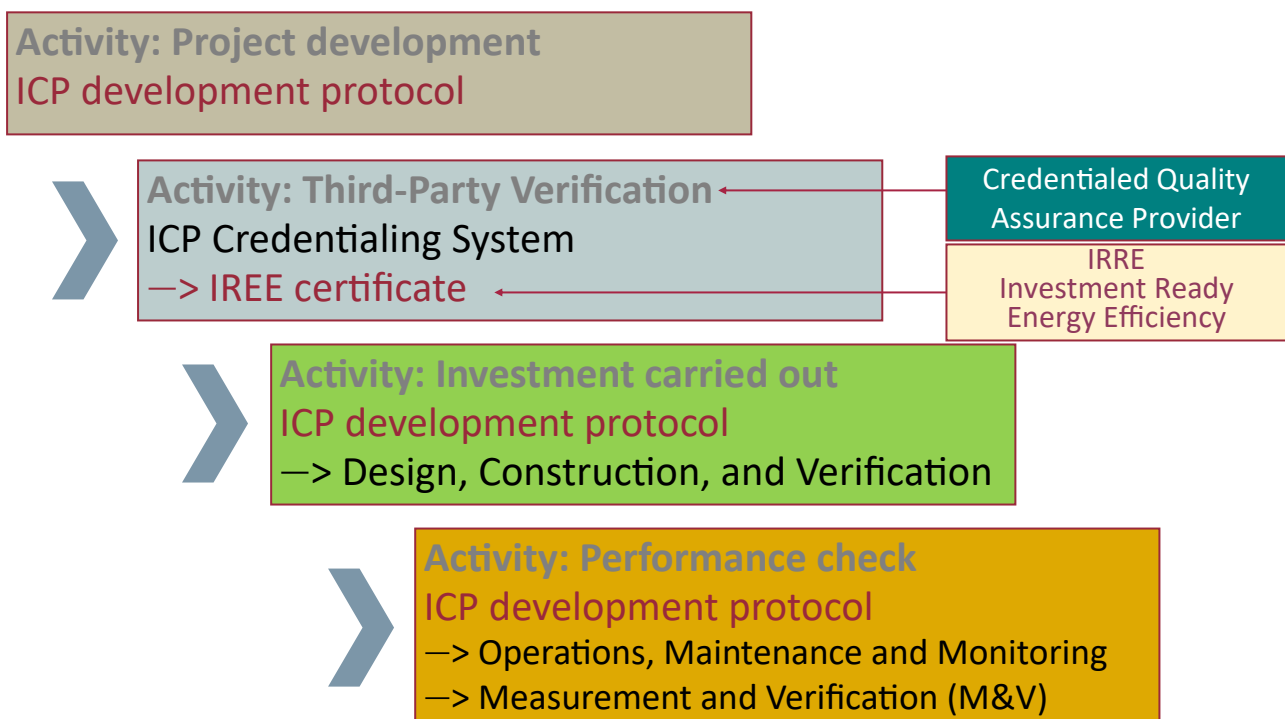 Activity: Project development
ICP development protocol
Activity: Third-Party Verification
ICP Credentialing System
—> IREE certificate
Credentialed Quality
Assurance Provider
IRRE
Investment Ready
Energy Efficiency
Activity: Investment carried out
ICP development protocol
—> Design, Construction, and Verification
Activity: Performance check
ICP development protocol
—> Operations, Maintenance and Monitoring
—> Measurement and Verification (M&V)